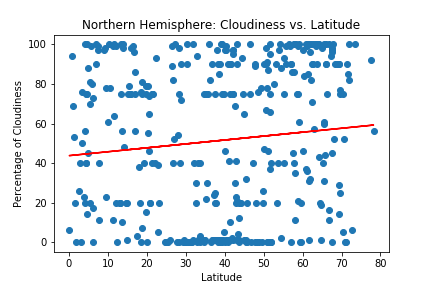 Northern Hemisphere: Cloudiness vs. Latitude
Percentage of Cloudiness
100
80
60
40
20
0
0 10 20 30 40 50 60 70 80
Latitude